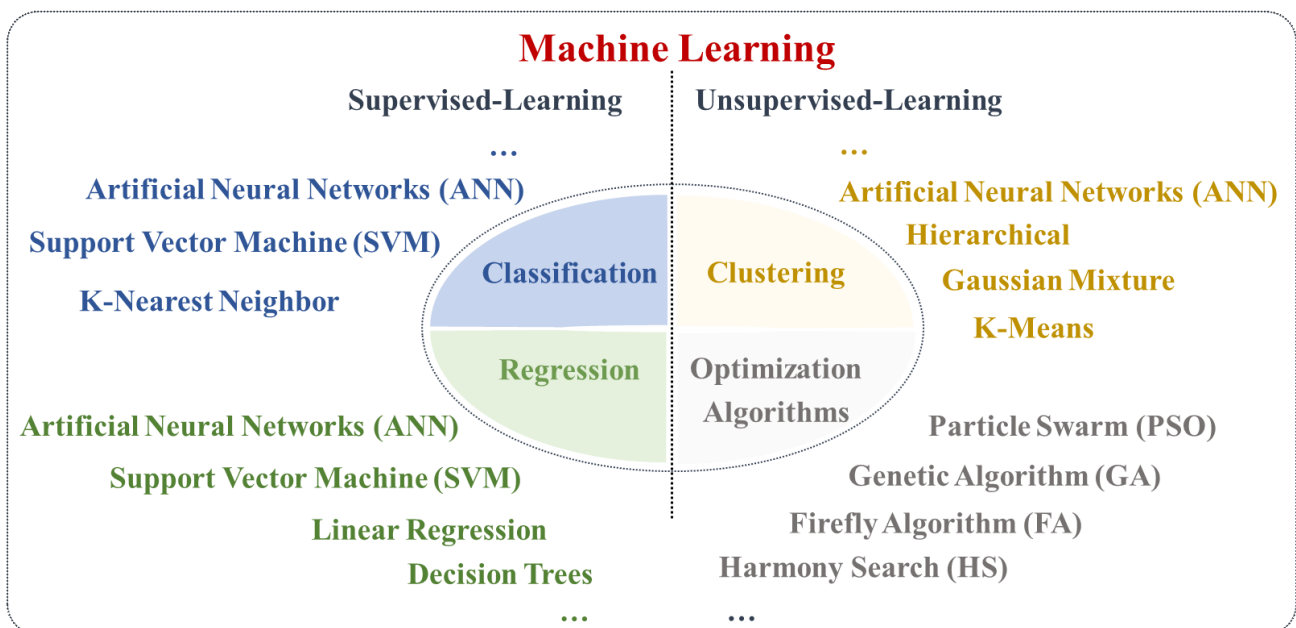 Machine Learning
Supervised-Learning
Unsupervised-Learning
…
Artificial Neural Networks (ANN)
Support Vector Machine (SVM)
K-Nearest Neighbor
Classification
…
Artificial Neural Networks (ANN)
Hierarchical
Gaussian Mixture
K-Means
Clustering
Regression
Artificial Neural Networks (ANN)
Support Vector Machine (SVM)
Linear Regression
Decision Trees
…
Optimization
Algorithms
Particle Swarm (PSO)
Genetic Algorithm (GA)
Firefly Algorithm (FA)
Harmony Search (HS)
…